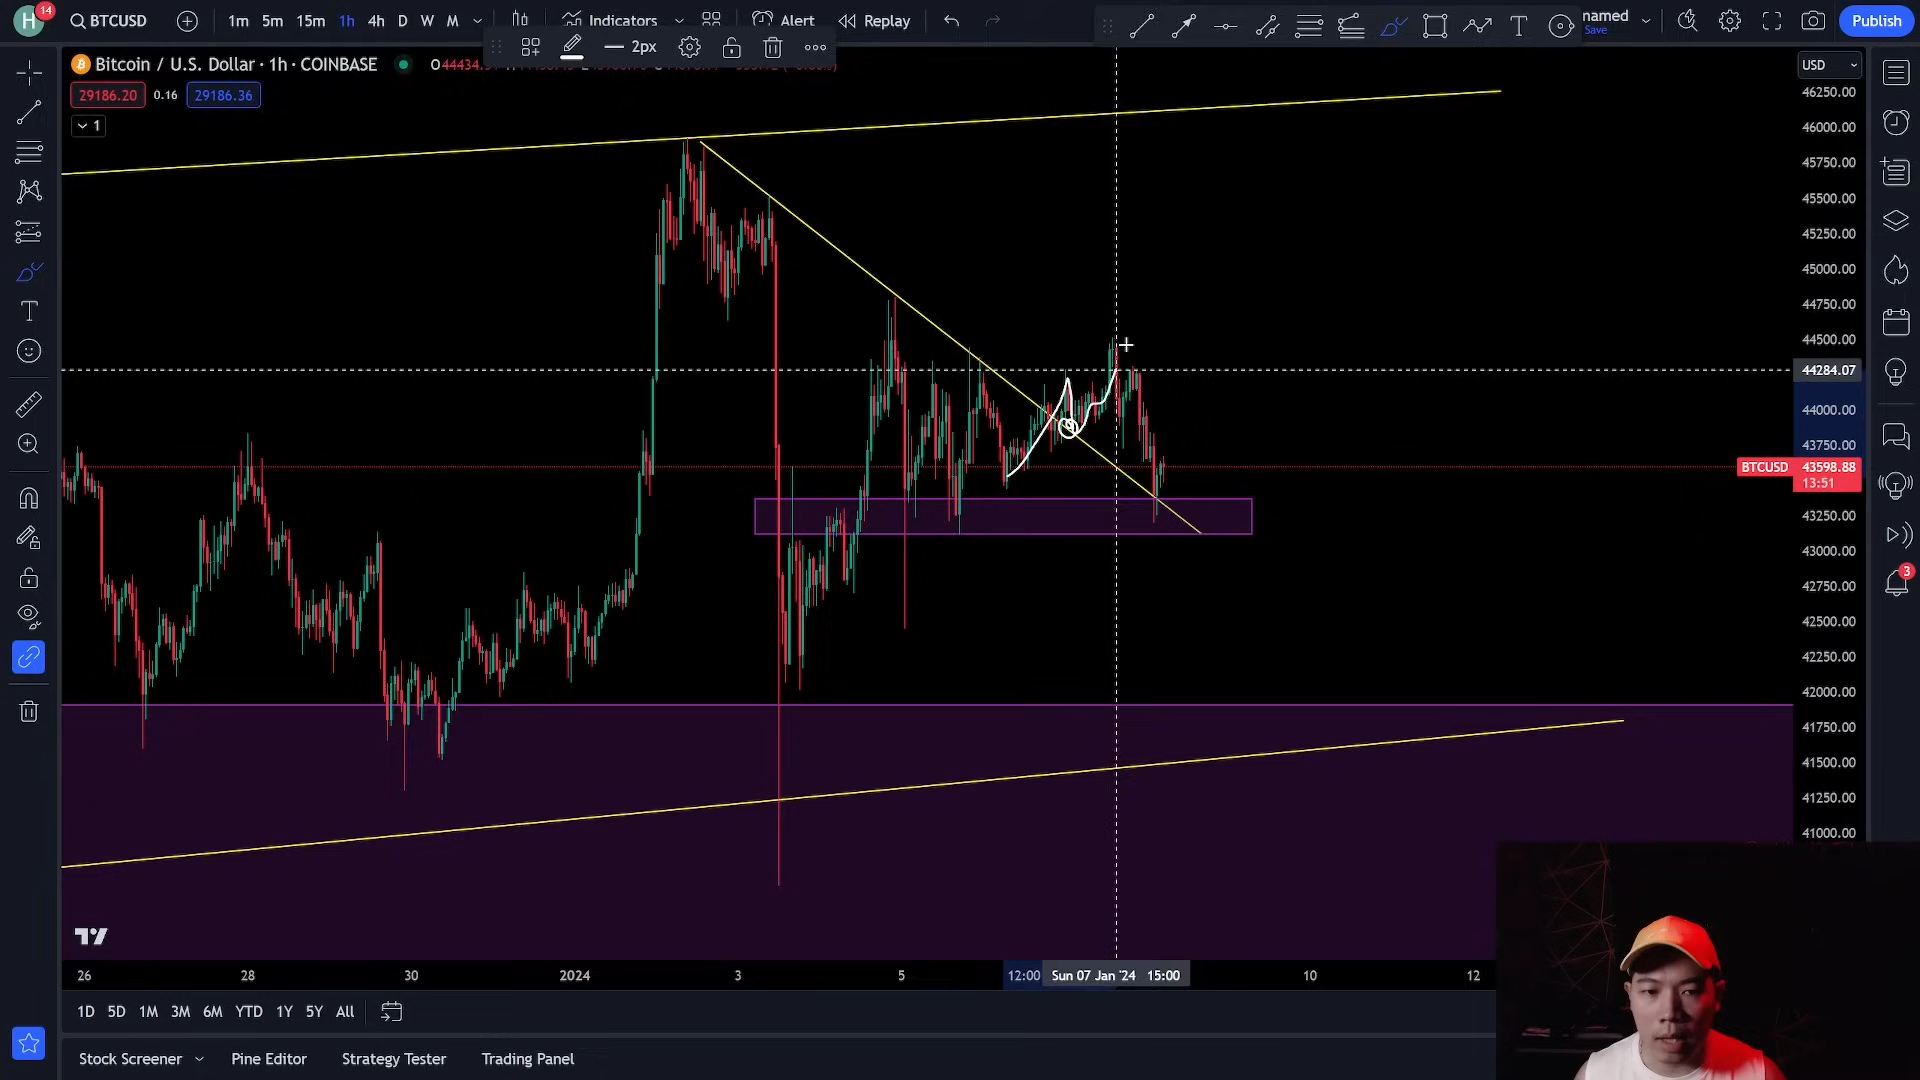 H 14 BTCUSD 1m 5m 15m 1h 4h D W M Indicators Alert Replay named Save Publish
2px
Bitcoin / U.S. Dollar · 1h · COINBASE
USD
29186.20 0.16 29186.36
1
46250.00
46000.00
45750.00
45500.00
45250.00
45000.00
44750.00
44500.00
44284.07
44000.00
43750.00
BTCUSD 43598.88
13:51
43250.00
43000.00
42750.00
42500.00
42250.00
42000.00
41750.00
41500.00
41250.00
41000.00
3
26 28 30 2024 3 5 12:00 Sun 07 Jan '24 15:00 10 12
1D 5D 1M 3M 6M YTD 1Y 5Y All
Stock Screener Pine Editor Strategy Tester Trading Panel